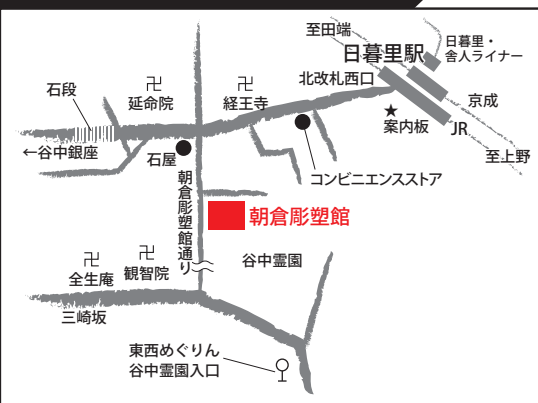 至田端
日暮里駅
日暮里・
舎人ライナー
北改札西口
石段
卍
延命院
卍
経王寺
★
案内板
京成
JR
至上野
←谷中銀座
石屋
コンビニエンスストア
朝倉彫塑館通り
朝倉彫塑館
谷中霊園
卍
全生庵
卍
観智院
三崎坂
東西めぐりん
谷中霊園入口